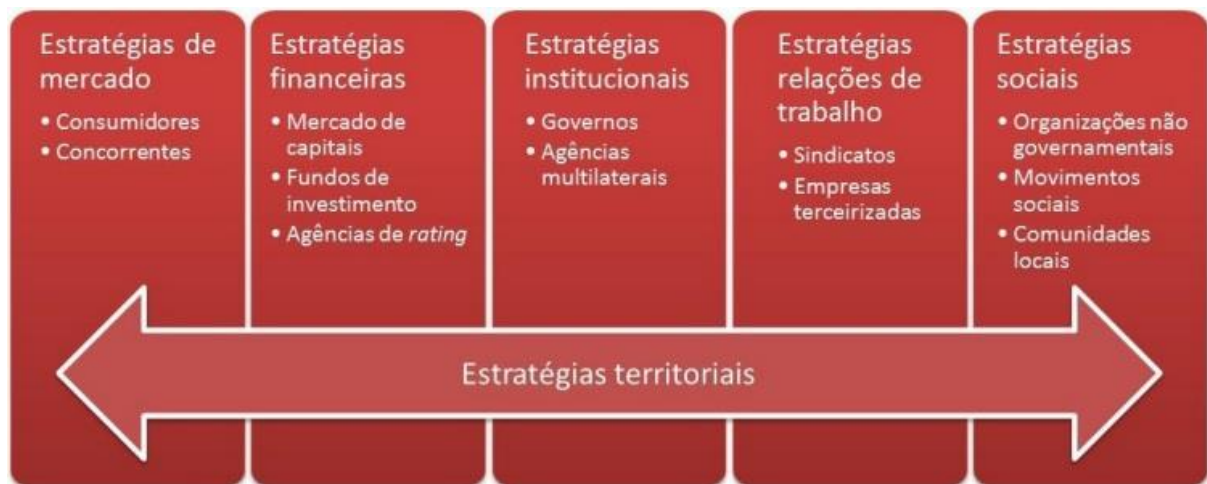 Estratégias de
mercado
• Consumidores
• Concorrentes
Estratégias
financeiras
• Mercado de
capitais
• Fundos de
investimento
• Agências de rating
Estratégias
institucionais
• Governos
• Agências
multilaterais
Estratégias
relações de
trabalho
• Sindicatos
• Empresas
terceirizadas
Estratégias
sociais
• Organizações não
governamentais
• Movimentos
sociais
• Comunidades
locais
Estratégias territoriais